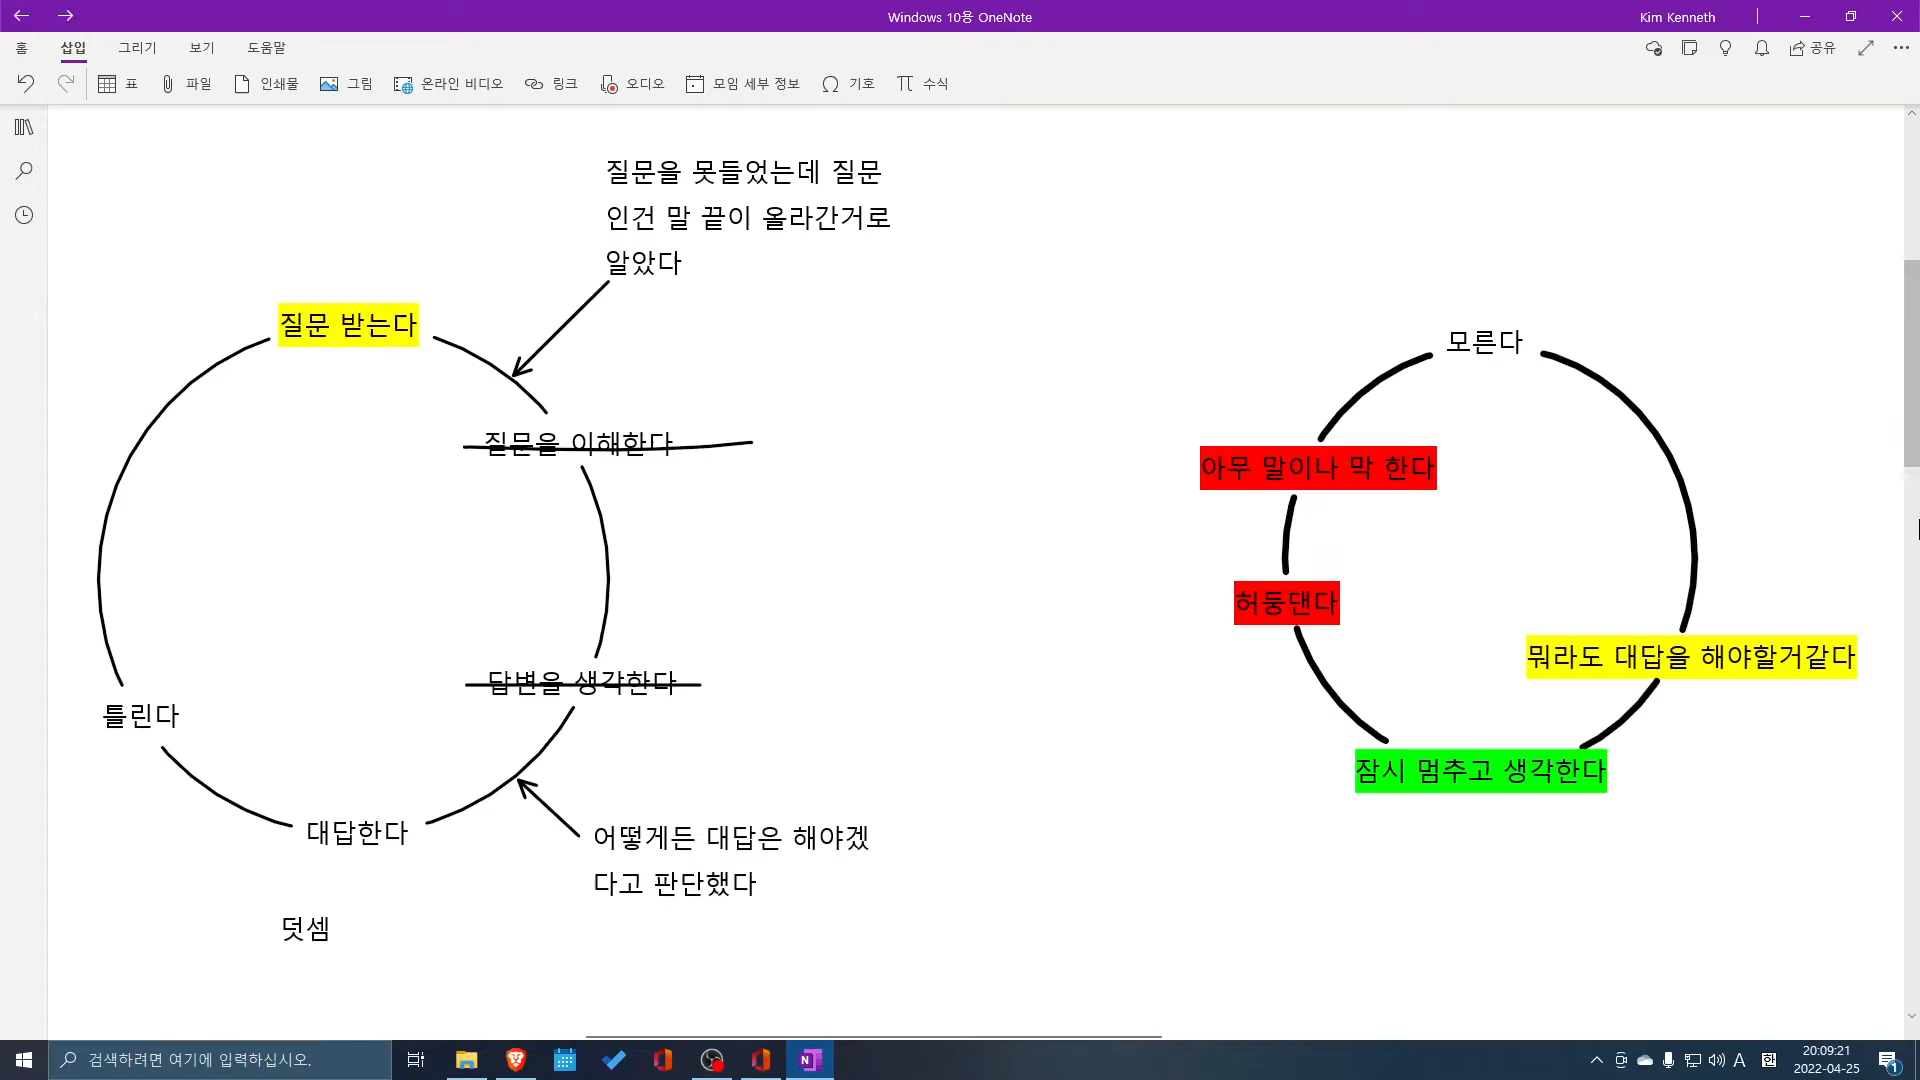 Windows 10용 OneNote
Kim Kenneth
홈 삽입 그리기 보기 도움말
공유
표 파일 인쇄물 그림 온라인 비디오 링크 오디오 모임 세부 정보 기호 수식
질문을 못들었는데 질문
인건 말 끝이 올라간거로
알았다
질문 받는다
질문을 이해한다
답변을 생각한다
틀린다
대답한다
어떻게든 대답은 해야겠
다고 판단했다
덧셈
모른다
아무 말이나 막 한다
허둥댄다
뭐라도 대답을 해야할거같다
잠시 멈추고 생각한다
검색하려면 여기에 입력하십시오.
A 한
20:09:21
2022-04-25
1